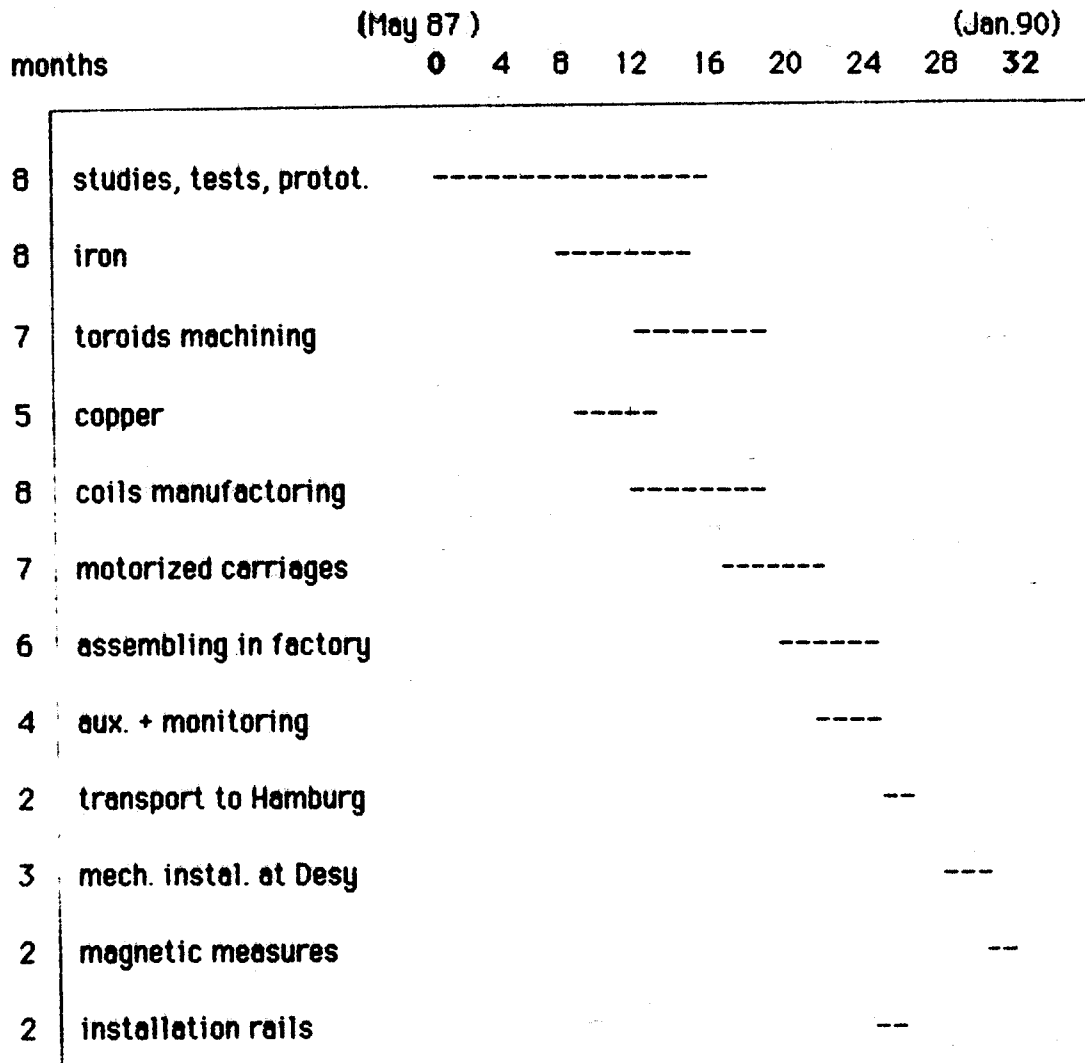 (May 87 ) (Jan.90)
months 0 4 8 12 16 20 24 28 32
8 studies, tests, protot. ----------------
8 iron --------
7 toroids machining --------
5 copper -----
8 coils manufactoring --------
7 motorized carriages -------
6 assembling in factory ------
4 aux. + monitoring ----
2 transport to Hamburg --
3 mech. instal. at Desy ---
2 magnetic measures --
2 installation rails --